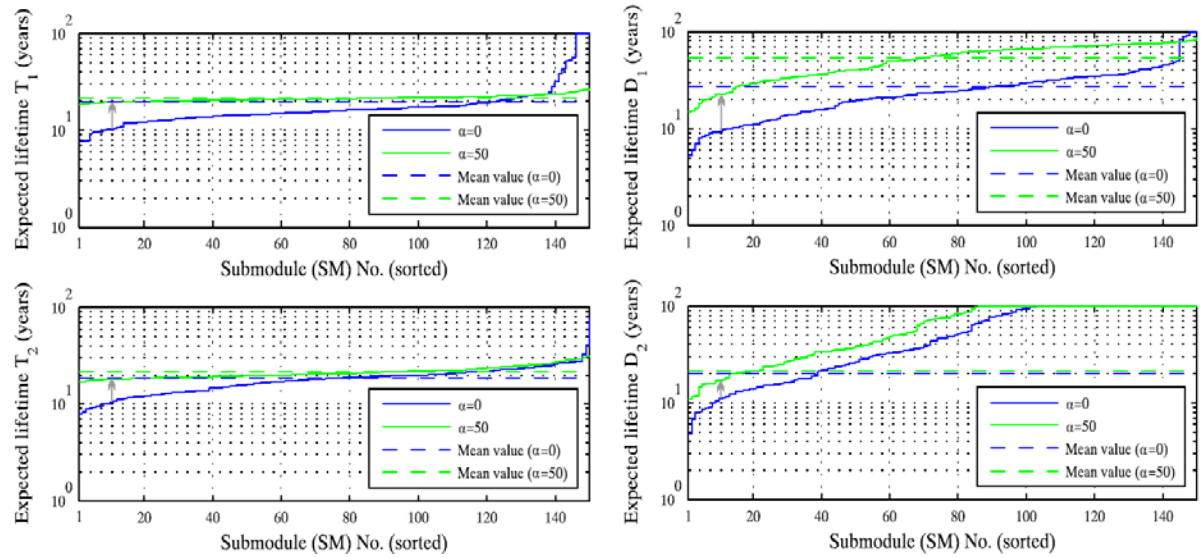 Expected lifetime T1 (years)
10 2
10 1
10 0
α=0
α=50
Mean value (α=0)
Mean value (α=50)
1 20 40 60 80 100 120 140
Submodule (SM) No. (sorted)
Expected lifetime D1 (years)
10 2
10 1
10 0
α=0
α=50
Mean value (α=0)
Mean value (α=50)
1 20 40 60 80 100 120 140
Submodule (SM) No. (sorted)
Expected lifetime T2 (years)
10 2
10 1
10 0
α=0
α=50
Mean value (α=0)
Mean value (α=50)
1 20 40 60 80 100 120 140
Submodule (SM) No. (sorted)
Expected lifetime D2 (years)
10 2
10 1
10 0
α=0
α=50
Mean value (α=0)
Mean value (α=50)
1 20 40 60 80 100 120 140
Submodule (SM) No. (sorted)